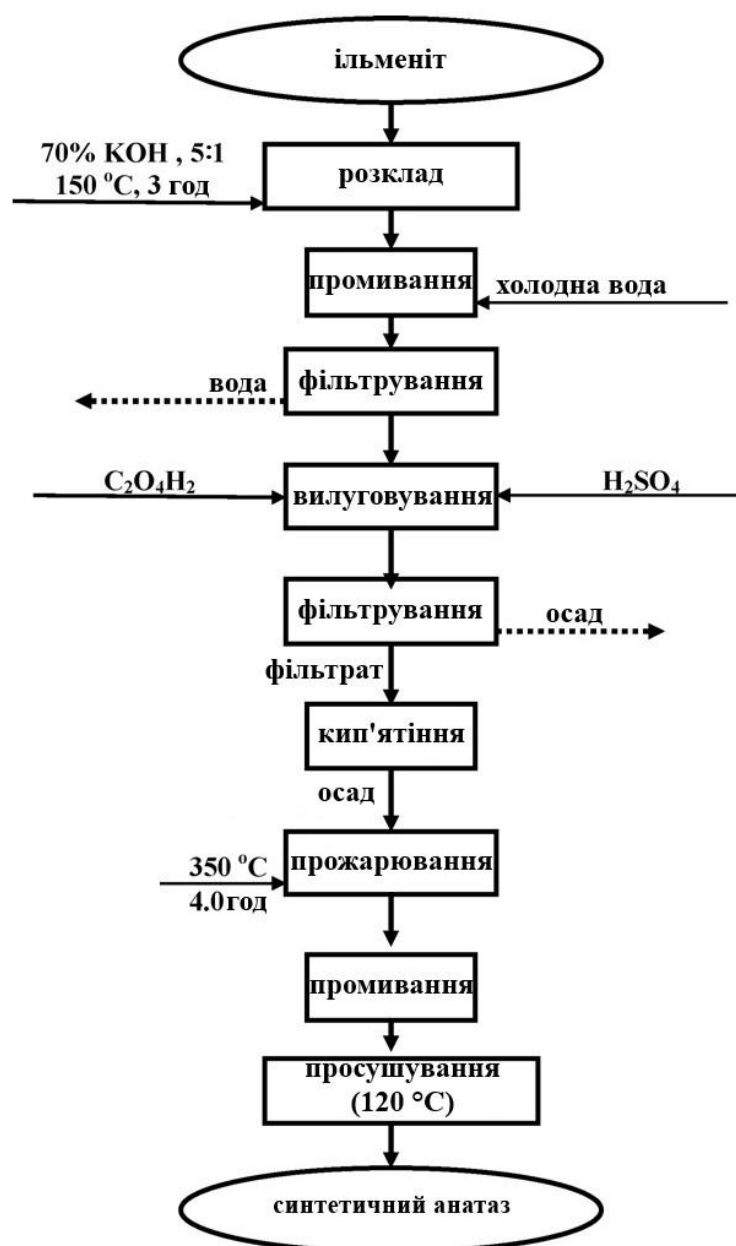 ільменіт
70% КОН , 5:1
150 °С, 3 год
розклад
промивання
холодна вода
фільтрування
вода
C₂O₄H₂
вилуговування
H₂SO₄
фільтрування
осад
фільтрат
кип'ятіння
осад
350 °С
4.0год
прожарювання
промивання
просушування
(120 °С)
синтетичний анатаз